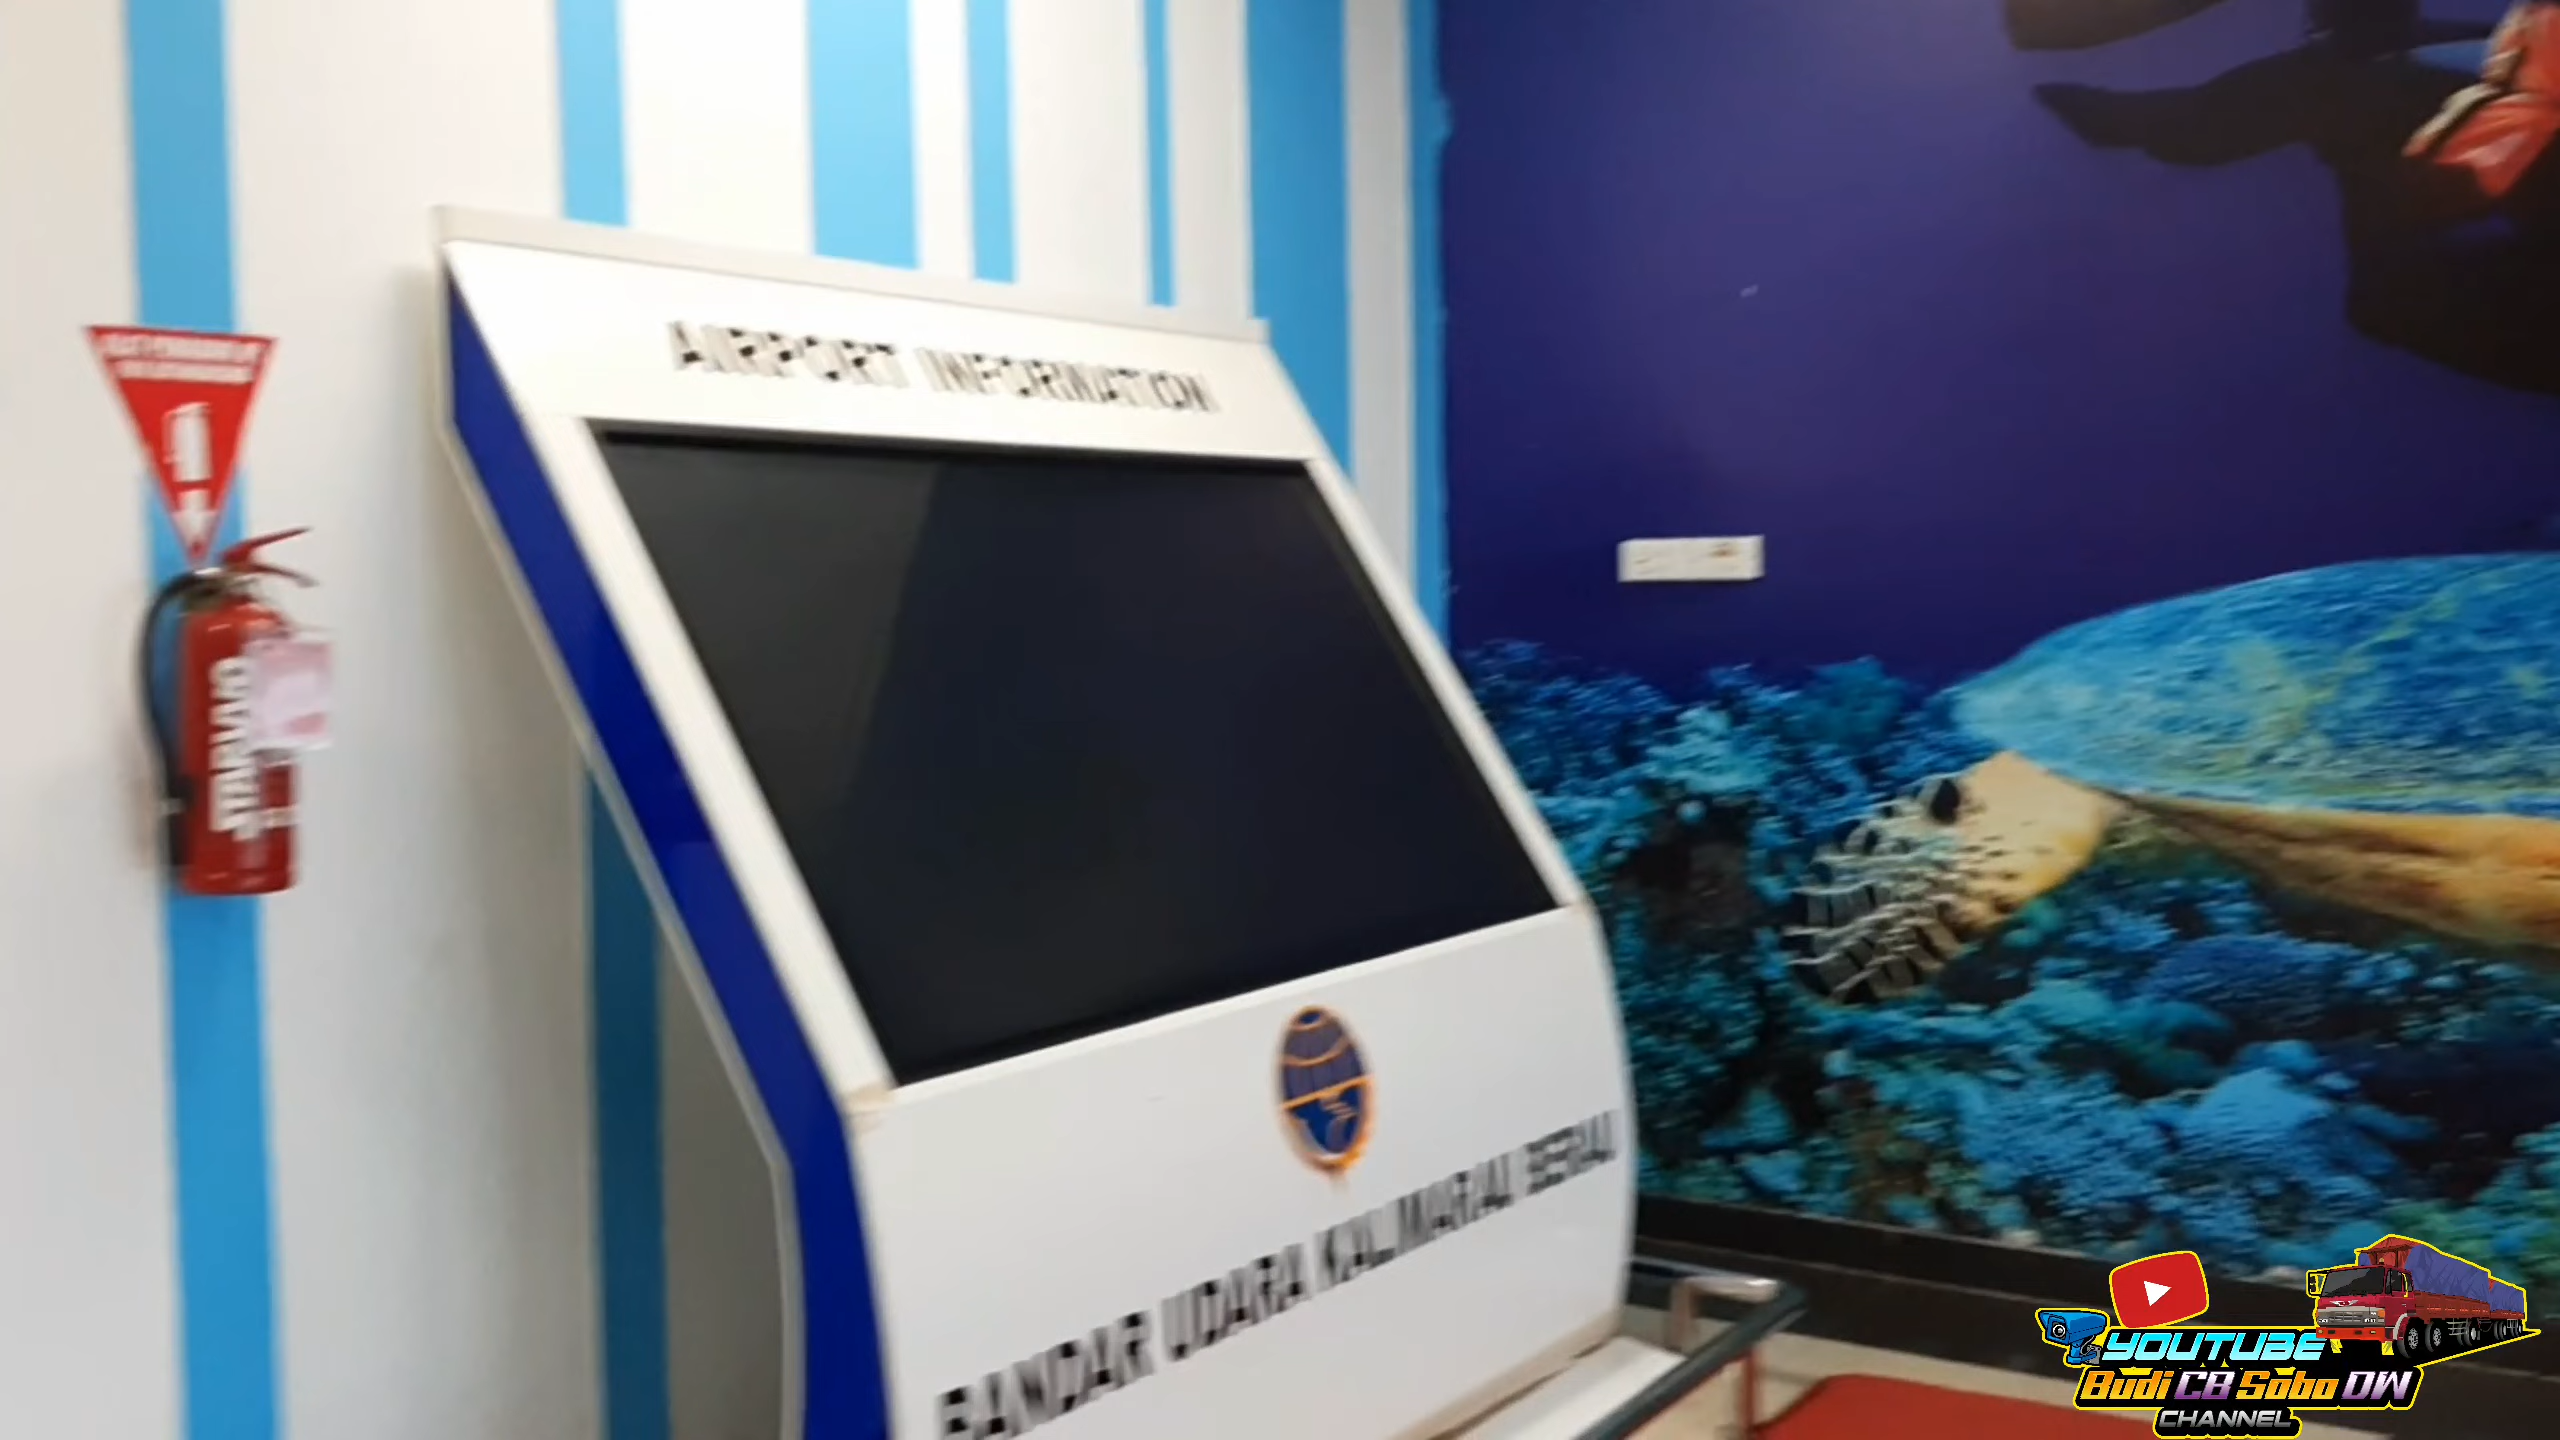 AIRPORT INFORMATION
BANDAR UDARA KALIMARAU BERAU
YOUTUBE
Budi CB Sobo DW
CHANNEL